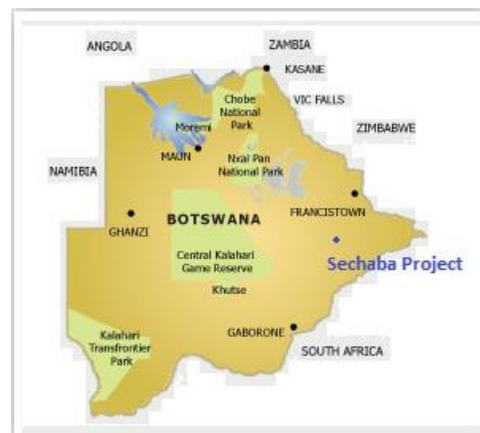 ANGOLA
ZAMBIA
KASANE
Chobe
National
Park
VIC FALLS
Moremi
ZIMBABWE
MAUN
Nxai Pan
National Park
NAMIBIA
FRANCISTOWN
BOTSWANA
GHANZI
Central Kalahari
Game Reserve
Sechaba Project
Khutse
GABORONE
Kalahari
Transfrontier
Park
SOUTH AFRICA